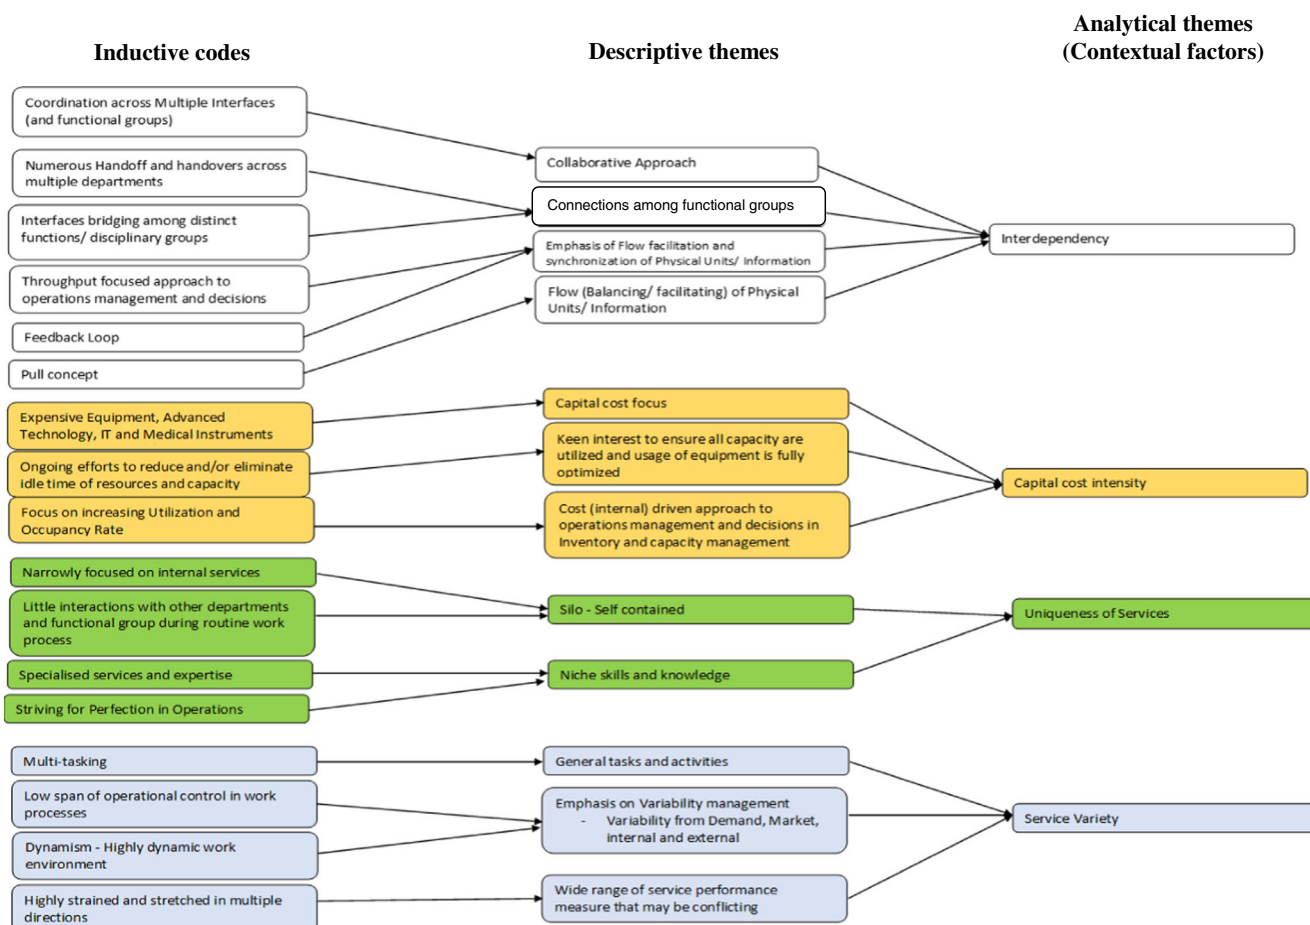 Analytical themes
(Contextual factors)
Inductive codes
Descriptive themes
Coordination across Multiple Interfaces
(and functional groups)
Numerous Handoff and handovers across
multiple departments
Interfaces bridging among distinct
functions/ disciplinary groups
Throughput focused approach to
operations management and decisions
Feedback Loop
Pull concept
Collaborative Approach
Connections among functional groups
Emphasis of Flow facilitation and
synchronization of Physical Units/ Information
Flow (Balancing/ facilitating) of Physical
Units/ Information
Interdependency
Expensive Equipment, Advanced
Technology, IT and Medical Instruments
Ongoing efforts to reduce and/or eliminate
idle time of resources and capacity
Focus on increasing Utilization and
Occupancy Rate
Capital cost focus
Keen interest to ensure all capacity are
utilized and usage of equipment is fully
optimized
Cost (internal) driven approach to
operations management and decisions in
Inventory and capacity management
Capital cost intensity
Narrowly focused on internal services
Little interactions with other departments
and functional group during routine work
process
Specialised services and expertise
Striving for Perfection in Operations
Silo - Self contained
Niche skills and knowledge
Uniqueness of Services
Multi-tasking
Low span of operational control in work
processes
Dynamism - Highly dynamic work
environment
Highly strained and stretched in multiple
directions
General tasks and activities
Emphasis on Variability management
- Variability from Demand, Market,
internal and external
Wide range of service performance
measure that may be conflicting
Service Variety